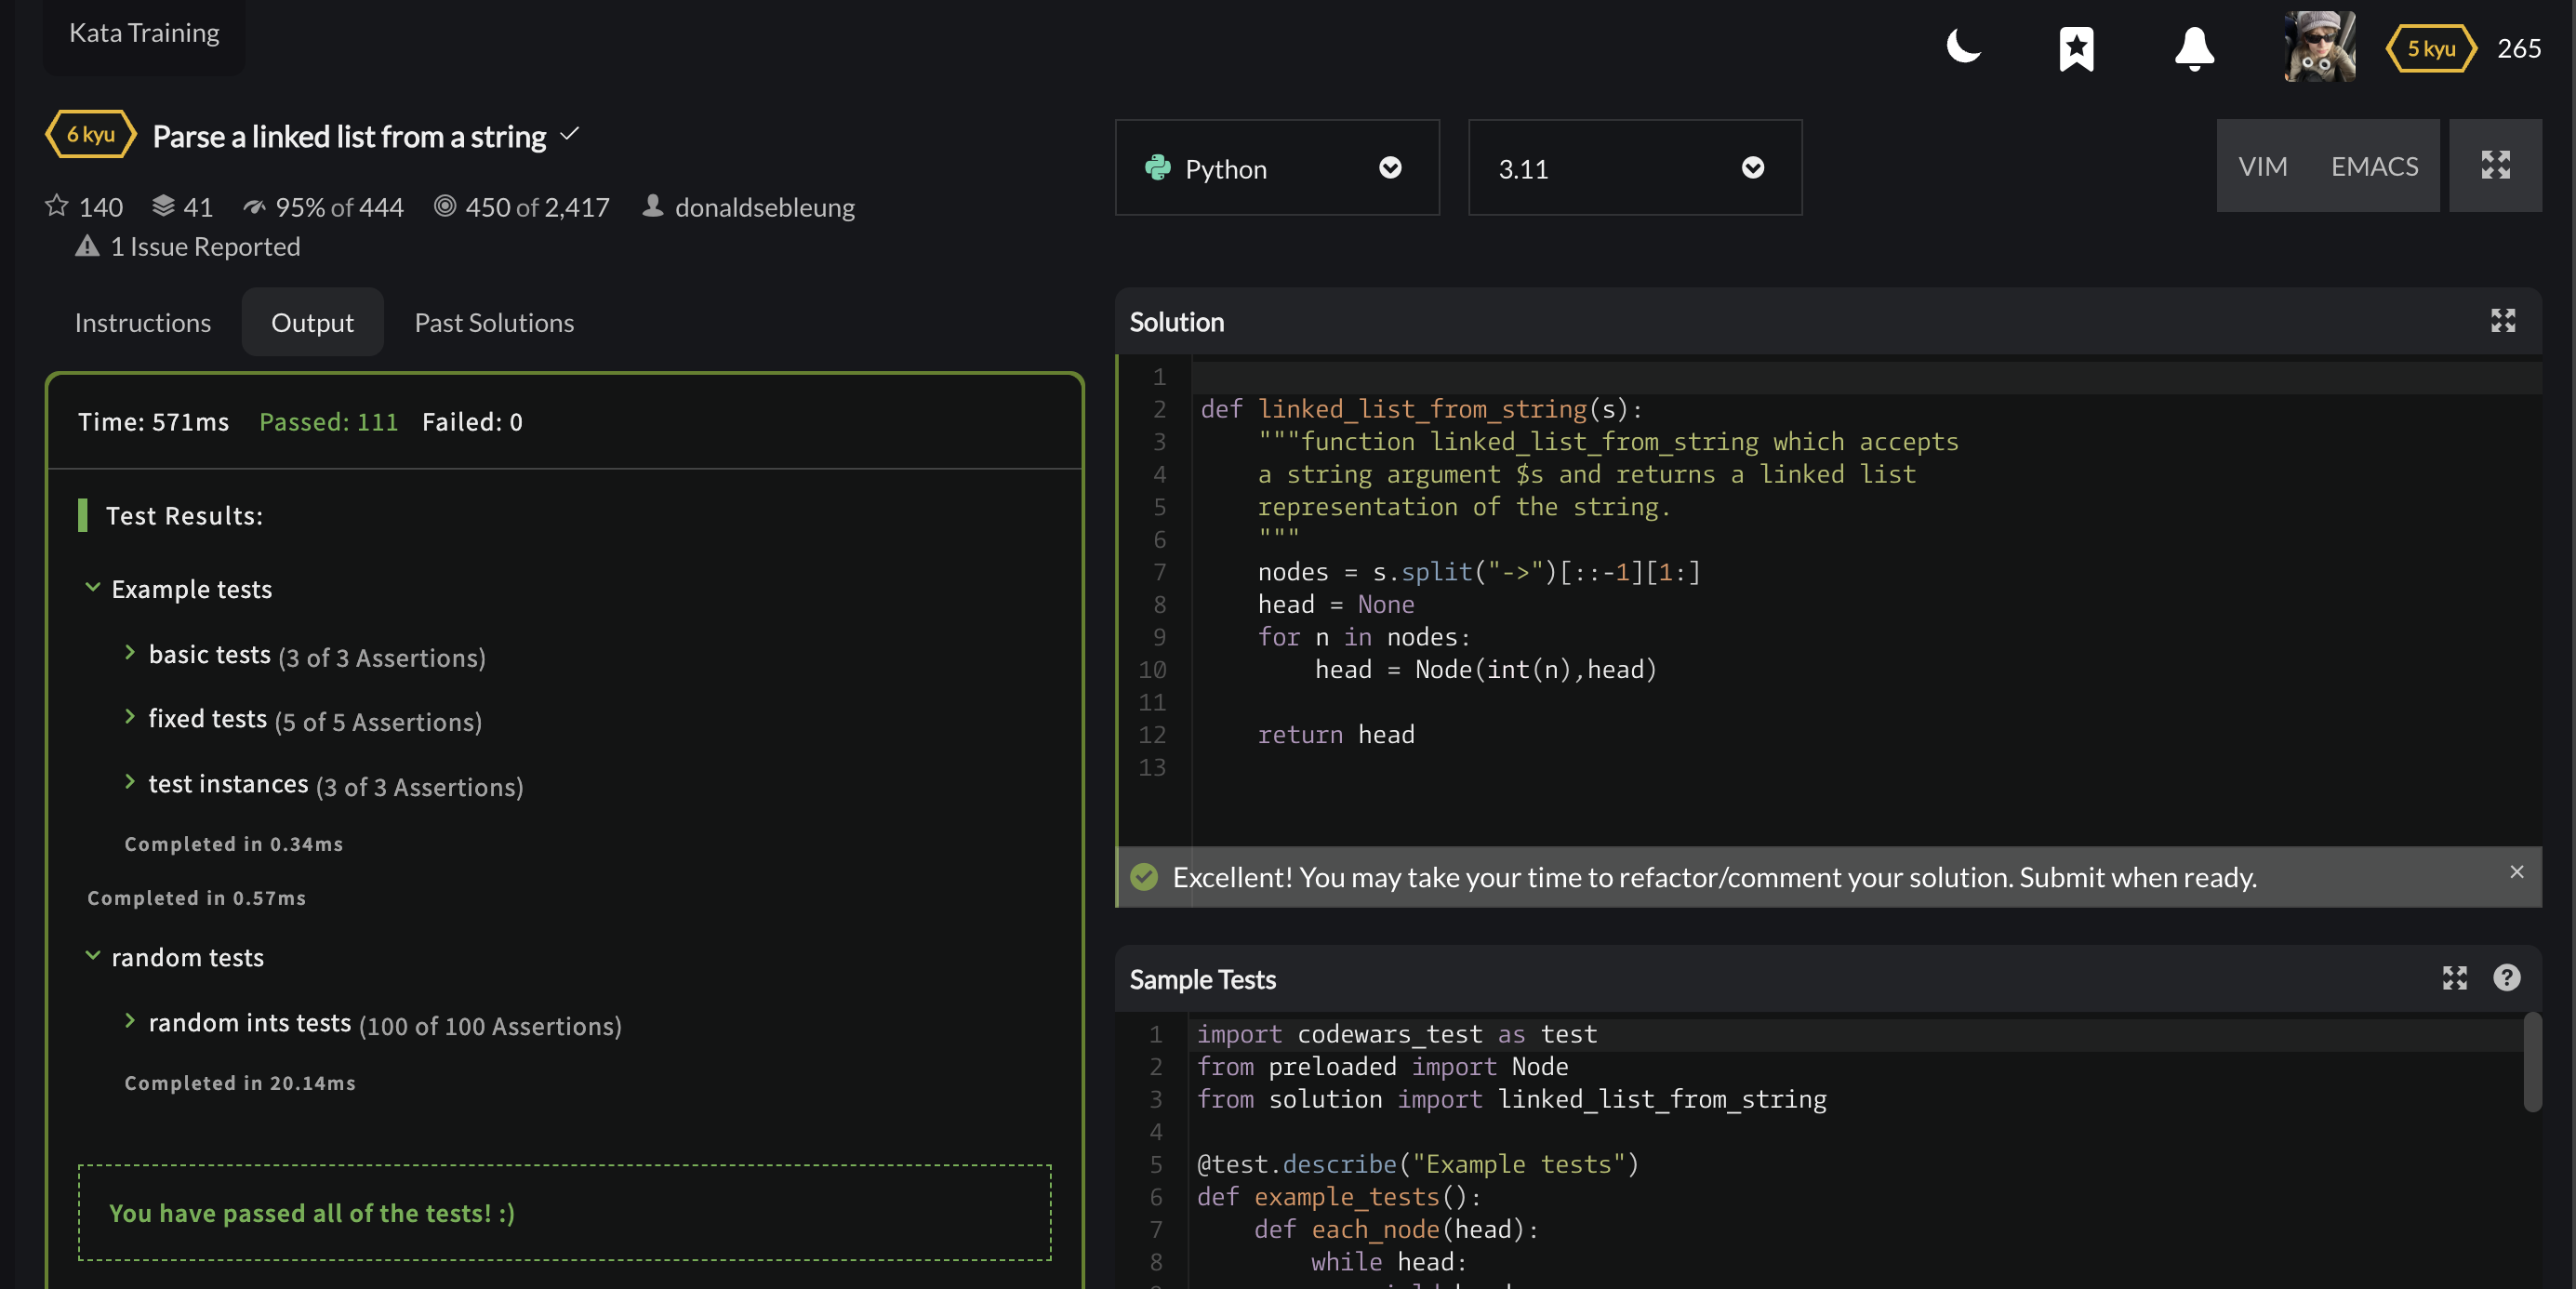 Kata Training
5 kyu 265
6 kyu Parse a linked list from a string
140 41 95% of 444 450 of 2,417 donaldsebleung
1 Issue Reported
Python
3.11
VIM EMACS
Instructions Output Past Solutions
Time: 571ms Passed: 111 Failed: 0
Test Results:
Example tests
basic tests (3 of 3 Assertions)
fixed tests (5 of 5 Assertions)
test instances (3 of 3 Assertions)
Completed in 0.34ms
Completed in 0.57ms
random tests
random ints tests (100 of 100 Assertions)
Completed in 20.14ms
You have passed all of the tests! :)
Solution
1
2 def linked_list_from_string(s):
3 """function linked_list_from_string which accepts
4 a string argument $s and returns a linked list
5 representation of the string.
6 """
7 nodes = s.split("->")[::-1][1:]
8 head = None
9 for n in nodes:
10 head = Node(int(n),head)
11
12 return head
13
Excellent! You may take your time to refactor/comment your solution. Submit when ready.
Sample Tests
1 import codewars_test as test
2 from preloaded import Node
3 from solution import linked_list_from_string
4
5 @test.describe("Example tests")
6 def example_tests():
7 def each_node(head):
8 while head: